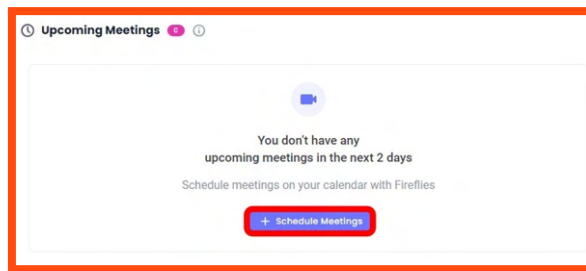 Upcoming Meetings 0
You don't have any
upcoming meetings in the next 2 days
Schedule meetings on your calendar with Fireflies
+ Schedule Meetings